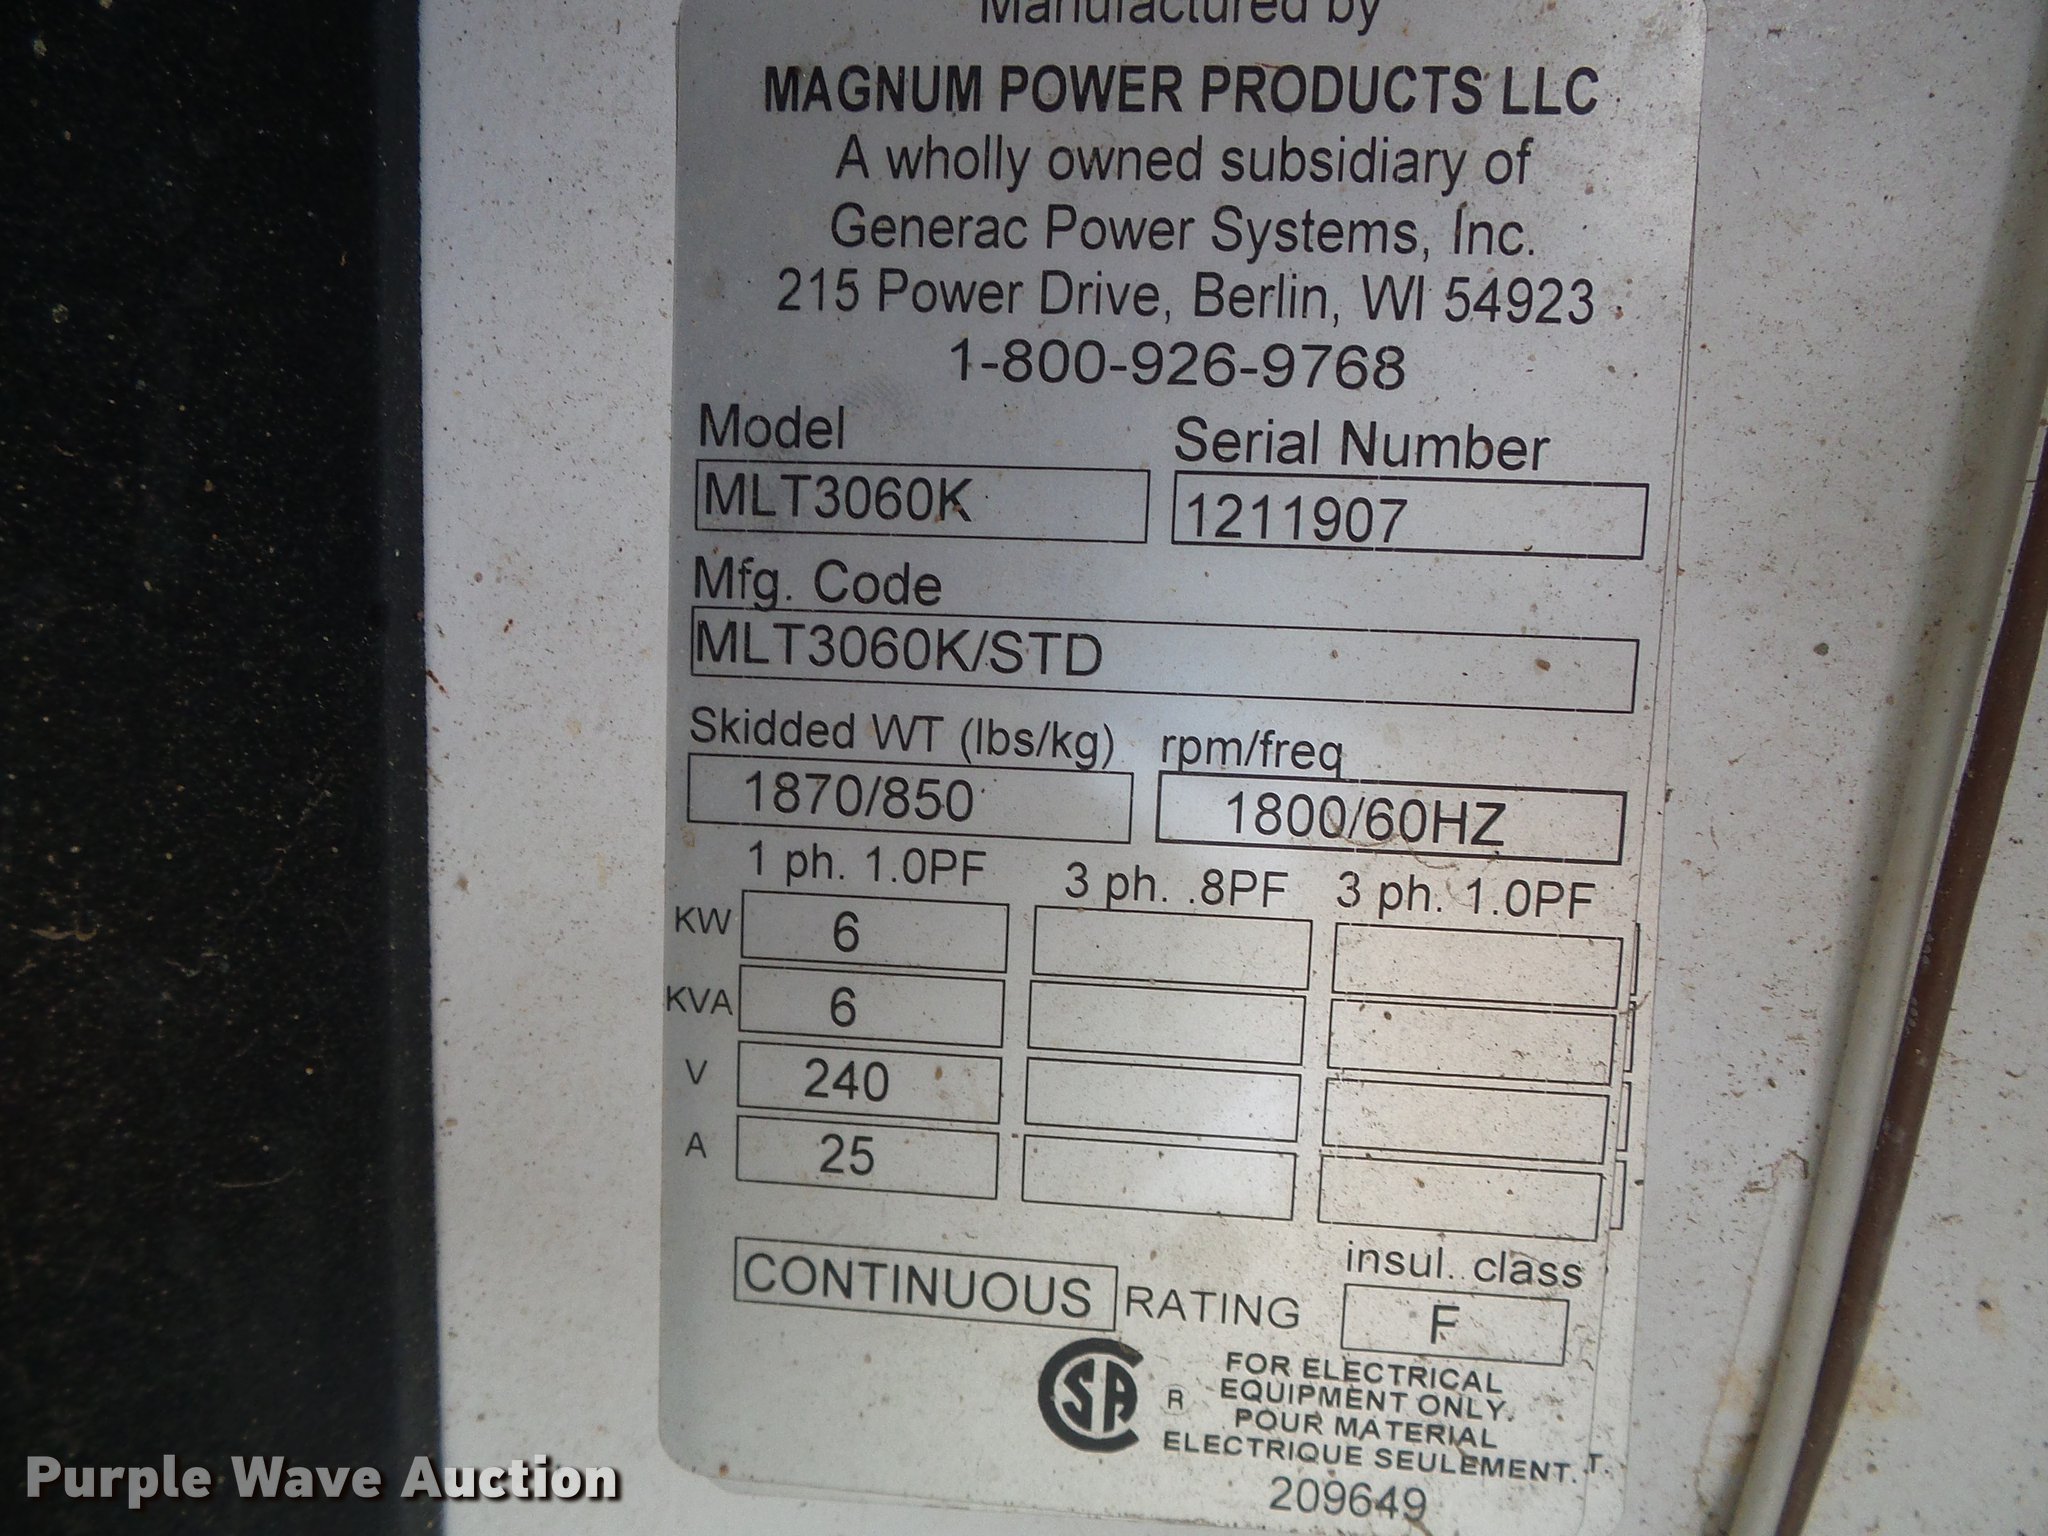 Manufactured by
MAGNUM POWER PRODUCTS LLC
A wholly owned subsidiary of
Generac Power Systems, Inc.
215 Power Drive, Berlin, WI 54923
1-800-926-9768
Model Serial Number
MLT3060K 1211907
Mfg. Code
MLT3060K/STD
Skidded WT (lbs/kg) rpm/freq
1870/850 1800/60HZ
1 ph. 1.0PF 3 ph. .8PF 3 ph. 1.0PF
KW 6
KVA 6
V 240
A 25
CONTINUOUS RATING
insul. class
F
CSA R
FOR ELECTRICAL
EQUIPMENT ONLY.
POUR MATERIAL
ELECTRIQUE SEULEMENT. T.
209649
Purple Wave Auction